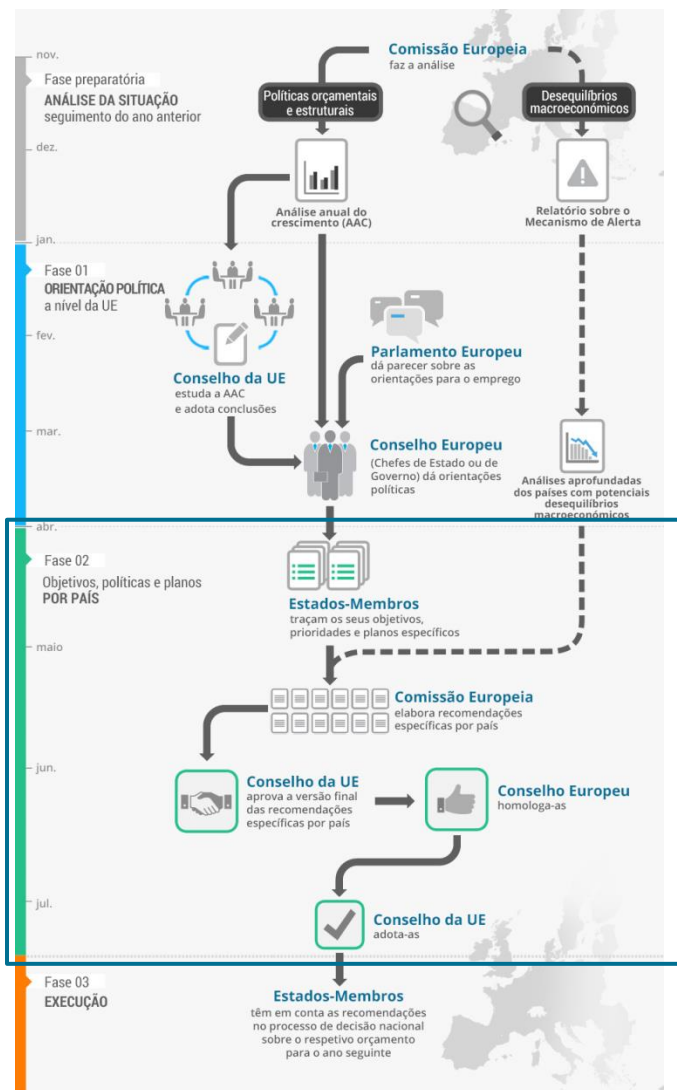 nov.
Comissão Europeia
faz a análise
Fase preparatória
ANÁLISE DA SITUAÇÃO
seguimento do ano anterior
Políticas orçamentais
e estruturais
Desequilíbrios
macroeconómicos
dez.
Análise anual do
crescimento (AAC)
Relatório sobre o
Mecanismo de Alerta
jan.
Fase 01
ORIENTAÇÃO POLÍTICA
a nível da UE
fev.
Parlamento Europeu
dá parecer sobre as
orientações para o emprego
Conselho da UE
estuda a AAC
e adota conclusões
mar.
Conselho Europeu
(Chefes de Estado ou de
Governo) dá orientações
políticas
Análises aprofundadas
dos países com potenciais
desequilíbrios
macroeconómicos
abr.
Fase 02
Objetivos, políticas e planos
POR PAÍS
Estados-Membros
traçam os seus objetivos,
prioridades e planos específicos
maio
Comissão Europeia
elabora recomendações
específicas por país
jun.
Conselho da UE
aprova a versão final
das recomendações
específicas por país
Conselho Europeu
homologa-as
jul.
Conselho da UE
adota-as
Fase 03
EXECUÇÃO
Estados-Membros
têm em conta as recomendações
no processo de decisão nacional
sobre o respetivo orçamento
para o ano seguinte